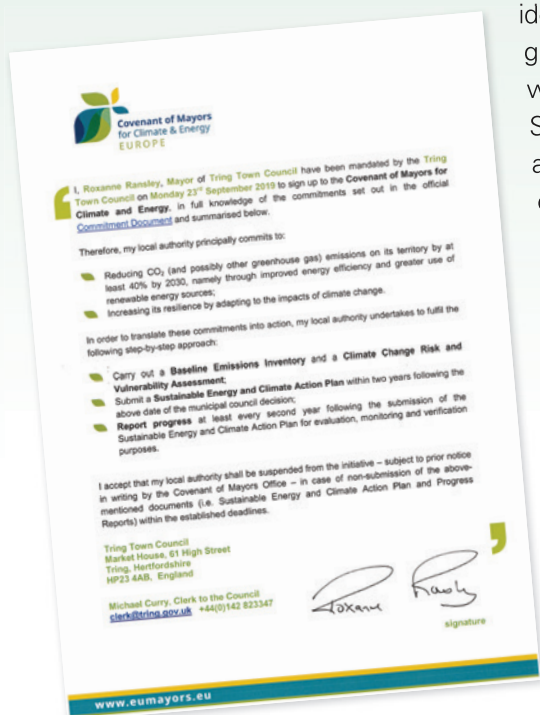 Covenant of Mayors
for Climate & Energy
EUROPE
I, Roxanne Ransley, Mayor of Tring Town Council have been mandated by the Tring
Town Council on Monday 23rd September 2019 to sign up to the Covenant of Mayors for
Climate and Energy, in full knowledge of the commitments set out in the official
Commitment Document and summarised below.
Therefore, my local authority principally commits to:
Reducing CO₂ (and possibly other greenhouse gas) emissions on its territory by at
least 40% by 2030, namely through improved energy efficiency and greater use of
renewable energy sources;
Increasing its resilience by adapting to the impacts of climate change.
In order to translate these commitments into action, my local authority undertakes to fulfil the
following step-by-step approach:
Carry out a Baseline Emissions Inventory and a Climate Change Risk and
Vulnerability Assessment;
Submit a Sustainable Energy and Climate Action Plan within two years following the
above date of the municipal council decision;
Report progress at least every second year following the submission of the
Sustainable Energy and Climate Action Plan for evaluation, monitoring and verification
purposes.
I accept that my local authority shall be suspended from the initiative – subject to prior notice
in writing by the Covenant of Mayors Office – in case of non-submission of the above-
mentioned documents (i.e. Sustainable Energy and Climate Action Plan and Progress
Reports) within the established deadlines.
Tring Town Council
Market House, 61 High Street
Tring, Hertfordshire
HP23 4AB, England
Michael Curry, Clerk to the Council
clerk@tring.gov.uk +44(0)142 823347
Roxane
signature
www.eumayors.eu